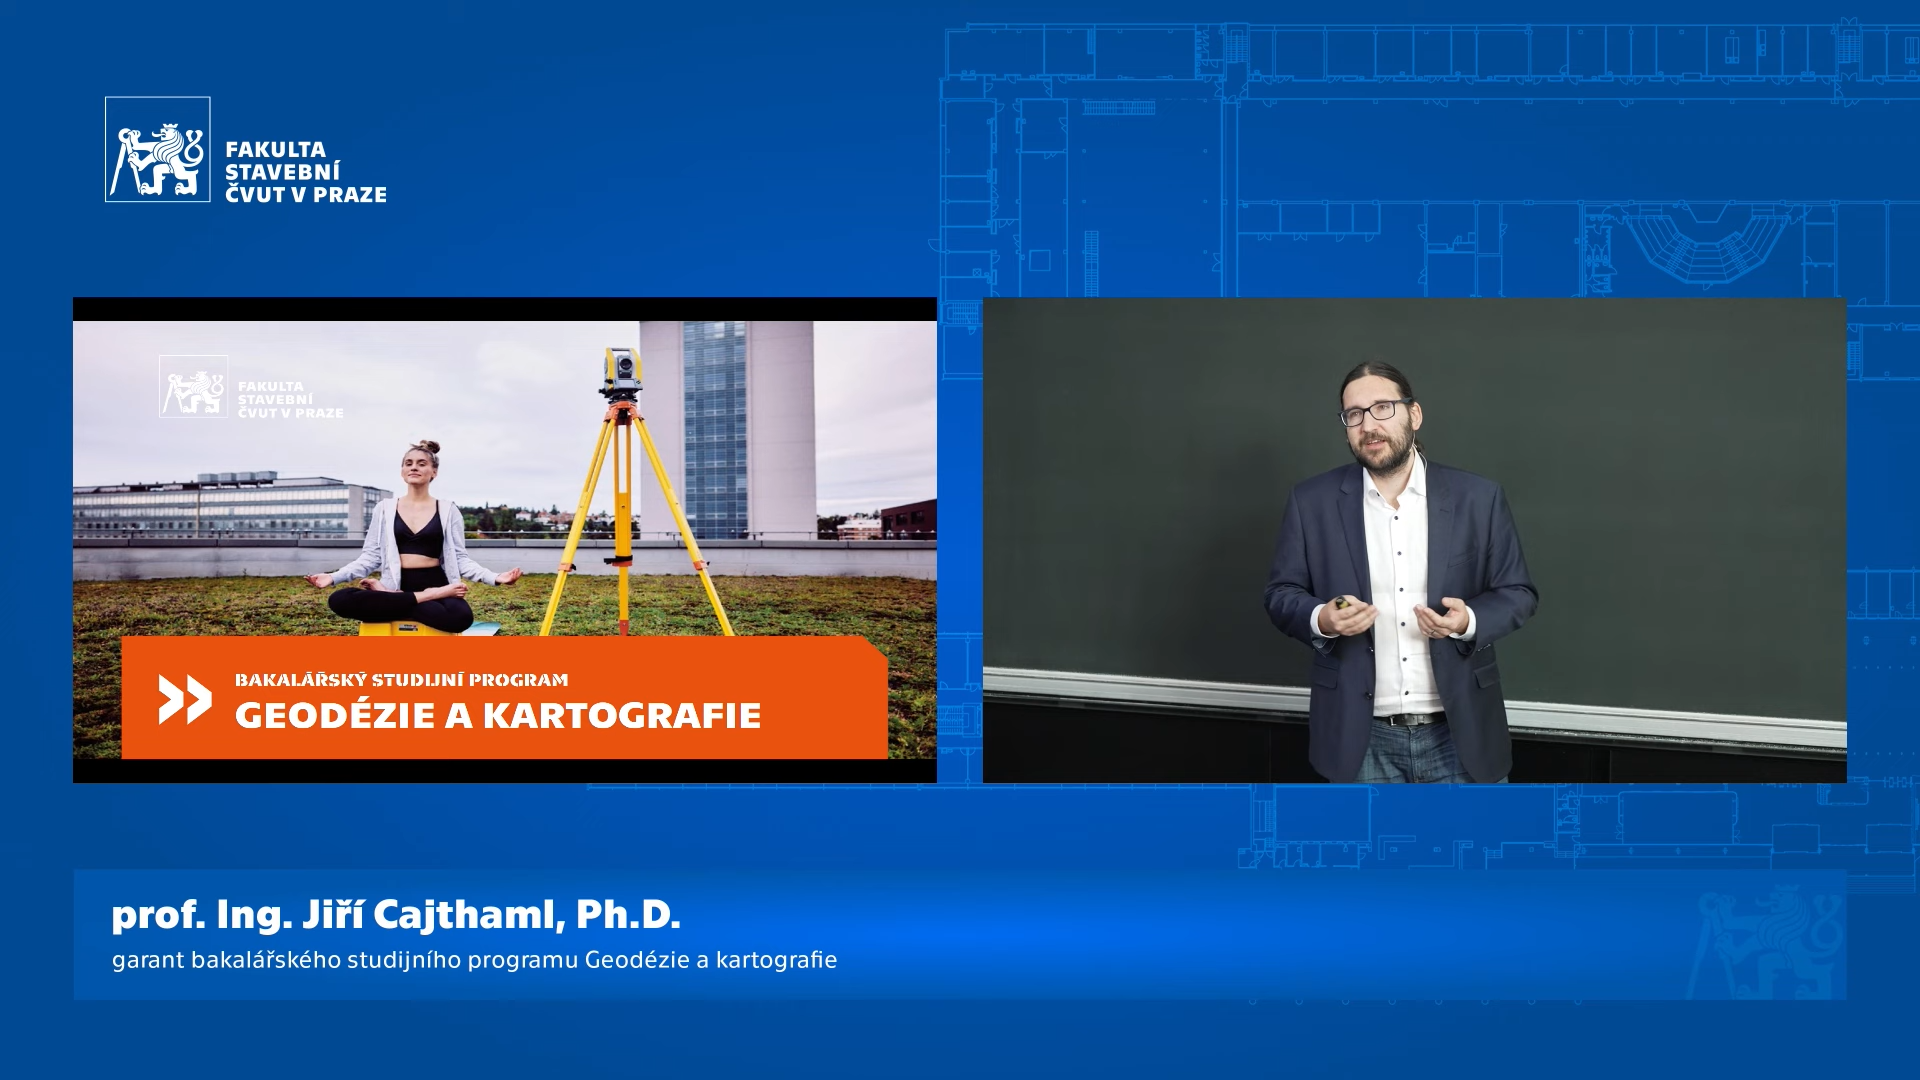 FAKULTA
STAVEBNÍ
ČVUT V PRAZE
FAKULTA
STAVEBNÍ
ČVUT V PRAZE
BAKALÁŘSKÝ STUDIJNÍ PROGRAM
GEODÉZIE A KARTOGRAFIE
prof. Ing. Jiří Cajthaml, Ph.D.
garant bakalářského studijního programu Geodézie a kartografie